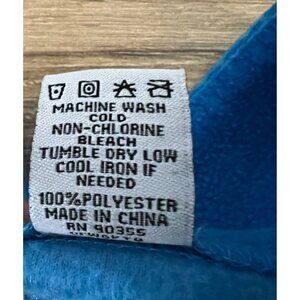 MACHINE WASH
COLD
NON-CHLORINE
BLEACH
TUMBLE DRY LOW
COOL IRON IF
NEEDED
100%POLYESTER
MADE IN CHINA
RN 90355